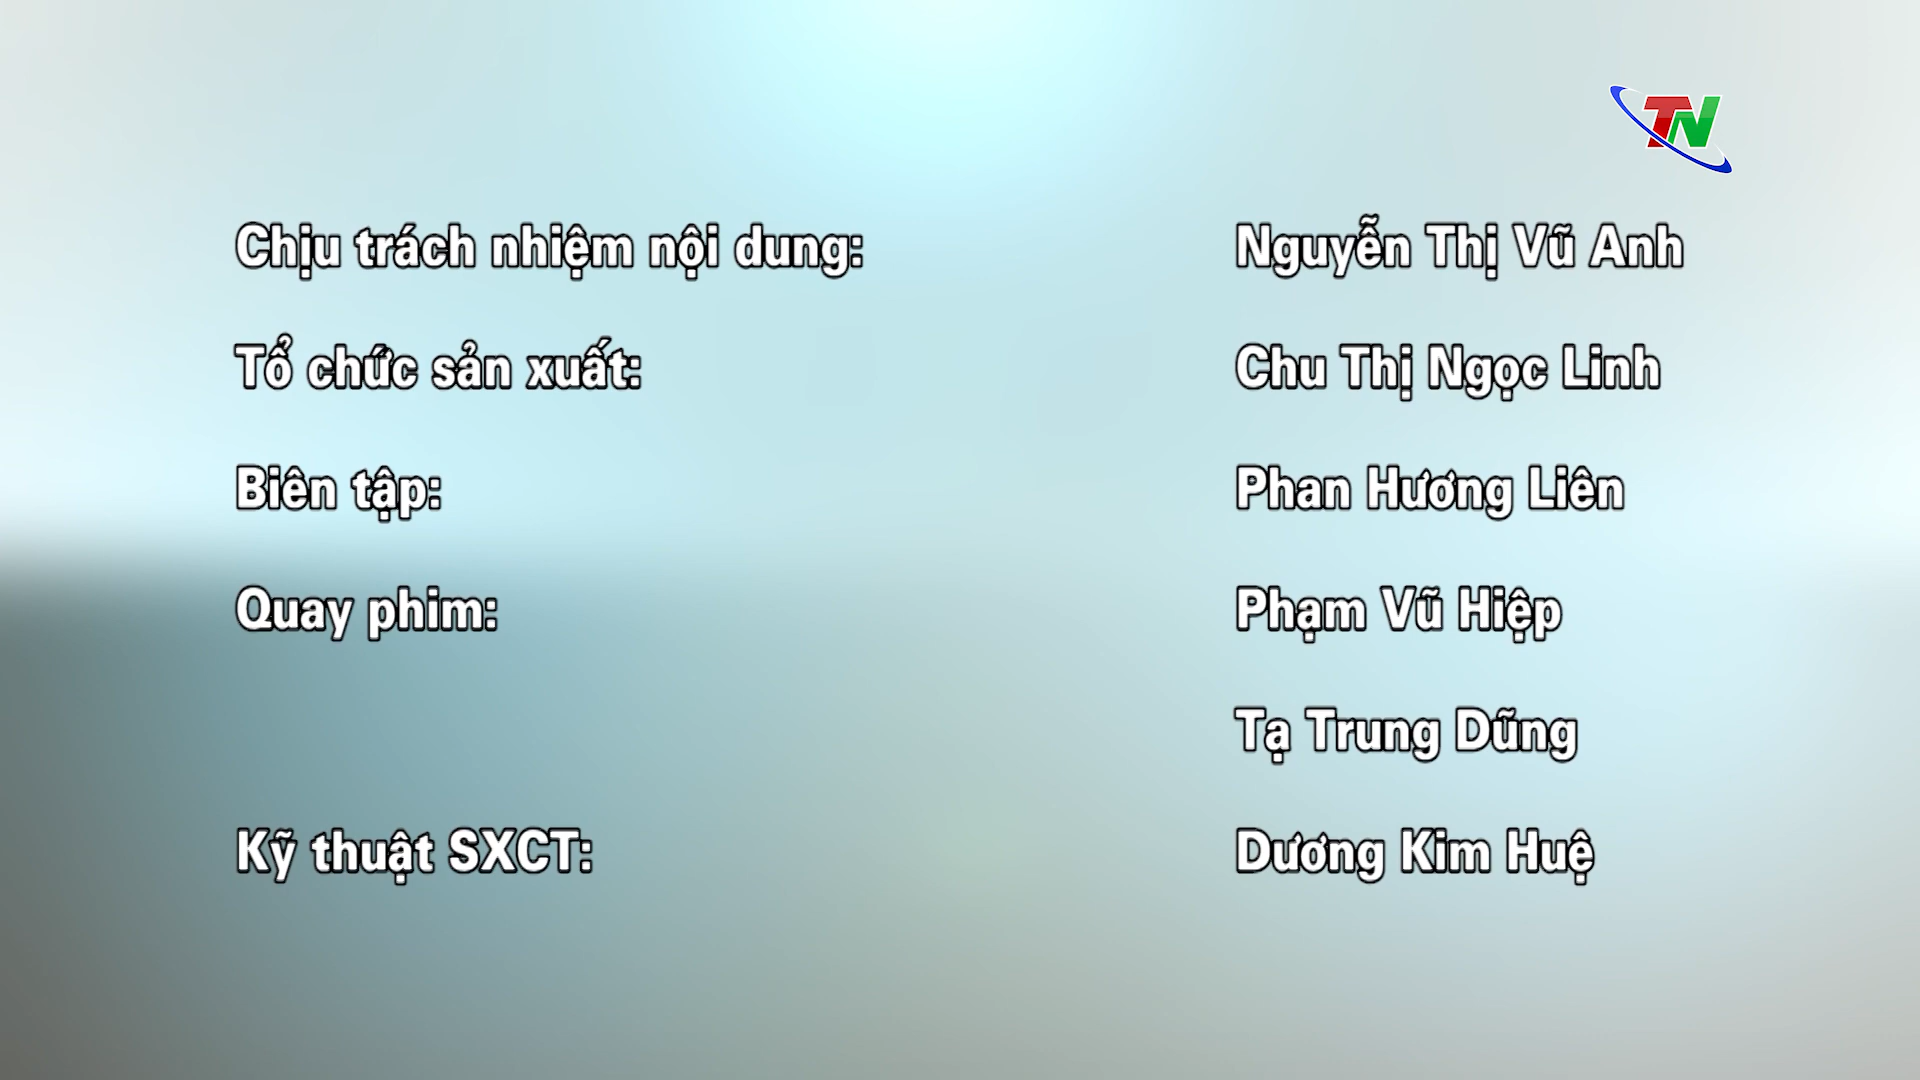 TN
Chịu trách nhiệm nội dung: Nguyễn Thị Vũ Anh
Tổ chức sản xuất: Chu Thị Ngọc Linh
Biên tập: Phan Hương Liên
Quay phim: Phạm Vũ Hiệp
Tạ Trung Dũng
Kỹ thuật SXCT: Dương Kim Huệ